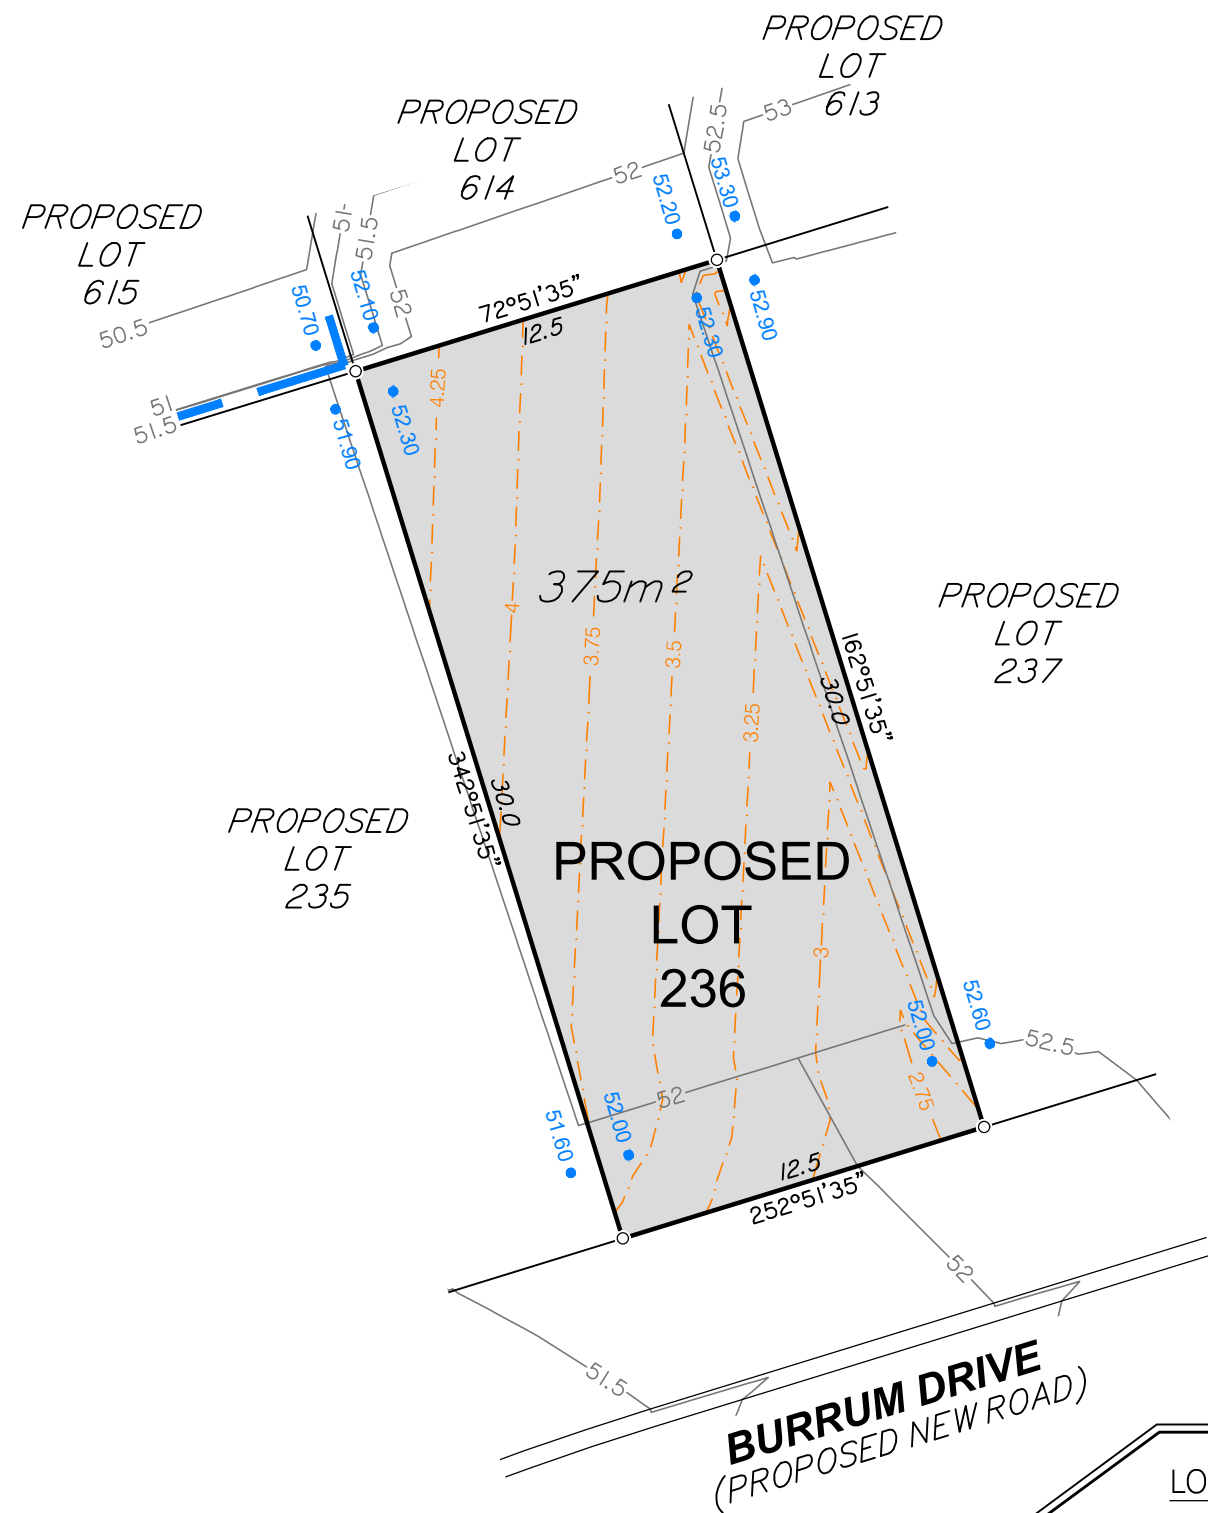 PROPOSED
LOT
613
PROPOSED
LOT
614
PROPOSED
LOT
615
53
52.5
52
51
51.5
52
50.5
51
51.5
53.30
52.20
52.10
50.70
52.90
52.30
52.30
51.90
72°51'35"
12.5
4.25
4
3.75
3.5
3.25
3
2.75
375m²
162°51'35"
30.0
PROPOSED
LOT
237
342°51'35"
30.0
PROPOSED
LOT
235
PROPOSED
LOT
236
52.60
52.00
52.5
52
52.00
51.60
12.5
252°51'35"
52
51.5
BURRUM DRIVE
(PROPOSED NEW ROAD)
LO